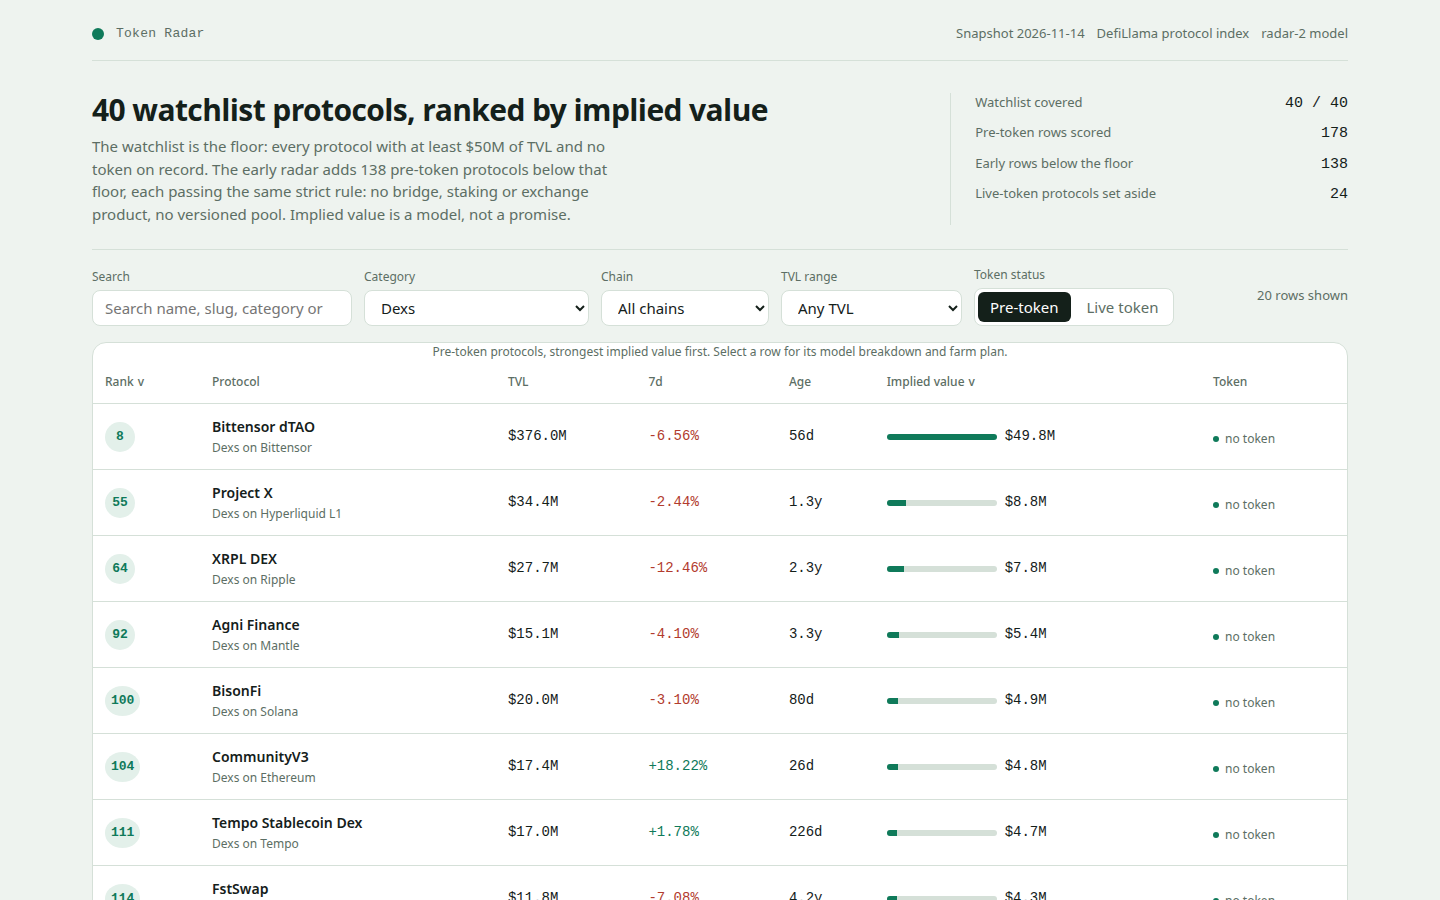 Token Radar
Snapshot 2026-11-14 DefiLlama protocol index radar-2 model
40 watchlist protocols, ranked by implied value
The watchlist is the floor: every protocol with at least $50M of TVL and no
token on record. The early radar adds 138 pre-token protocols below that
floor, each passing the same strict rule: no bridge, staking or exchange
product, no versioned pool. Implied value is a model, not a promise.
Watchlist covered 40 / 40
Pre-token rows scored 178
Early rows below the floor 138
Live-token protocols set aside 24
Search Category Chain TVL range Token status
Search name, slug, category or Dexs All chains Any TVL Pre-token Live token 20 rows shown
Pre-token protocols, strongest implied value first. Select a row for its model breakdown and farm plan.
Rank v Protocol TVL 7d Age Implied value v Token
8 Bittensor dTAO $376.0M -6.56% 56d $49.8M no token
Dexs on Bittensor
55 Project X $34.4M -2.44% 1.3y $8.8M no token
Dexs on Hyperliquid L1
64 XRPL DEX $27.7M -12.46% 2.3y $7.8M no token
Dexs on Ripple
92 Agni Finance $15.1M -4.10% 3.3y $5.4M no token
Dexs on Mantle
100 BisonFi $20.0M -3.10% 80d $4.9M no token
Dexs on Solana
104 CommunityV3 $17.4M +18.22% 26d $4.8M no token
Dexs on Ethereum
111 Tempo Stablecoin Dex $17.0M +1.78% 226d $4.7M no token
Dexs on Tempo
114 FstSwap $11.8M -7.08% 4.2y $4.3M no token